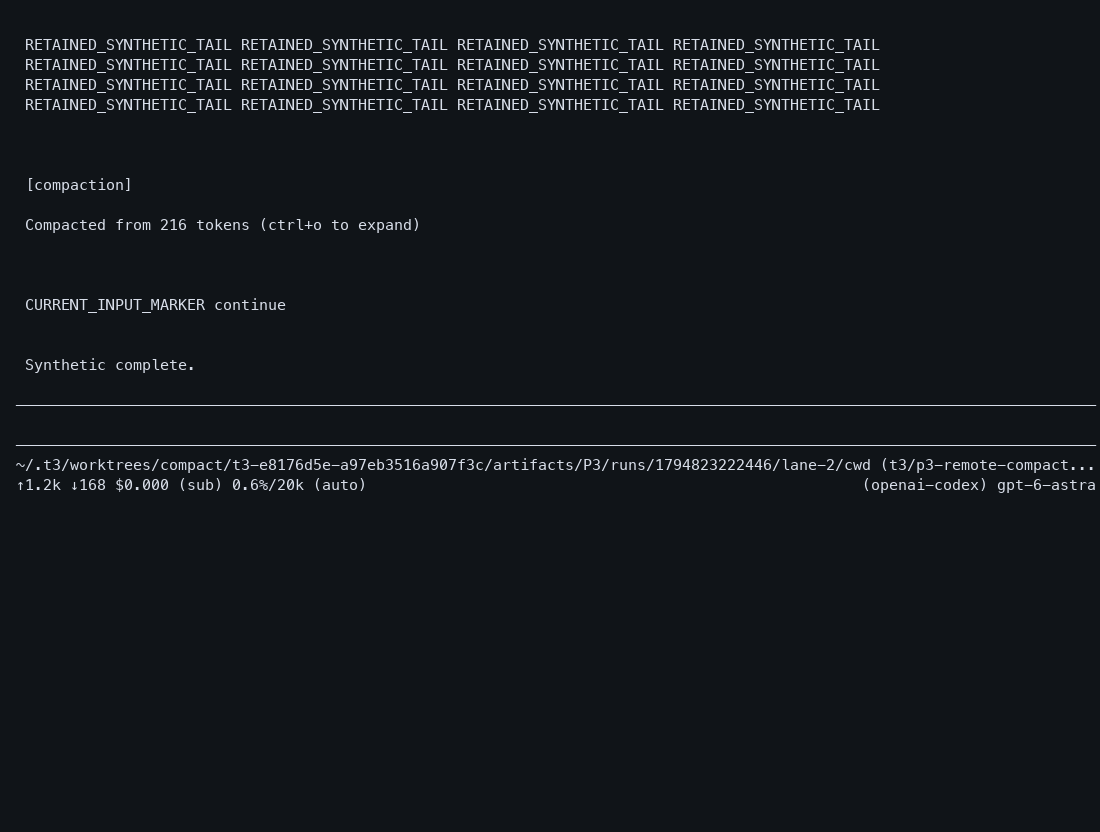 RETAINED_SYNTHETIC_TAIL RETAINED_SYNTHETIC_TAIL RETAINED_SYNTHETIC_TAIL RETAINED_SYNTHETIC_TAIL
RETAINED_SYNTHETIC_TAIL RETAINED_SYNTHETIC_TAIL RETAINED_SYNTHETIC_TAIL RETAINED_SYNTHETIC_TAIL
RETAINED_SYNTHETIC_TAIL RETAINED_SYNTHETIC_TAIL RETAINED_SYNTHETIC_TAIL RETAINED_SYNTHETIC_TAIL
RETAINED_SYNTHETIC_TAIL RETAINED_SYNTHETIC_TAIL RETAINED_SYNTHETIC_TAIL RETAINED_SYNTHETIC_TAIL
[compaction]
Compacted from 216 tokens (ctrl+o to expand)
CURRENT_INPUT_MARKER continue
Synthetic complete.
~/.t3/worktrees/compact/t3-e8176d5e-a97eb3516a907f3c/artifacts/P3/runs/1794823222446/lane-2/cwd (t3/p3-remote-compact...
↑1.2k ↓168 $0.000 (sub) 0.6%/20k (auto) (openai-codex) gpt-6-astra